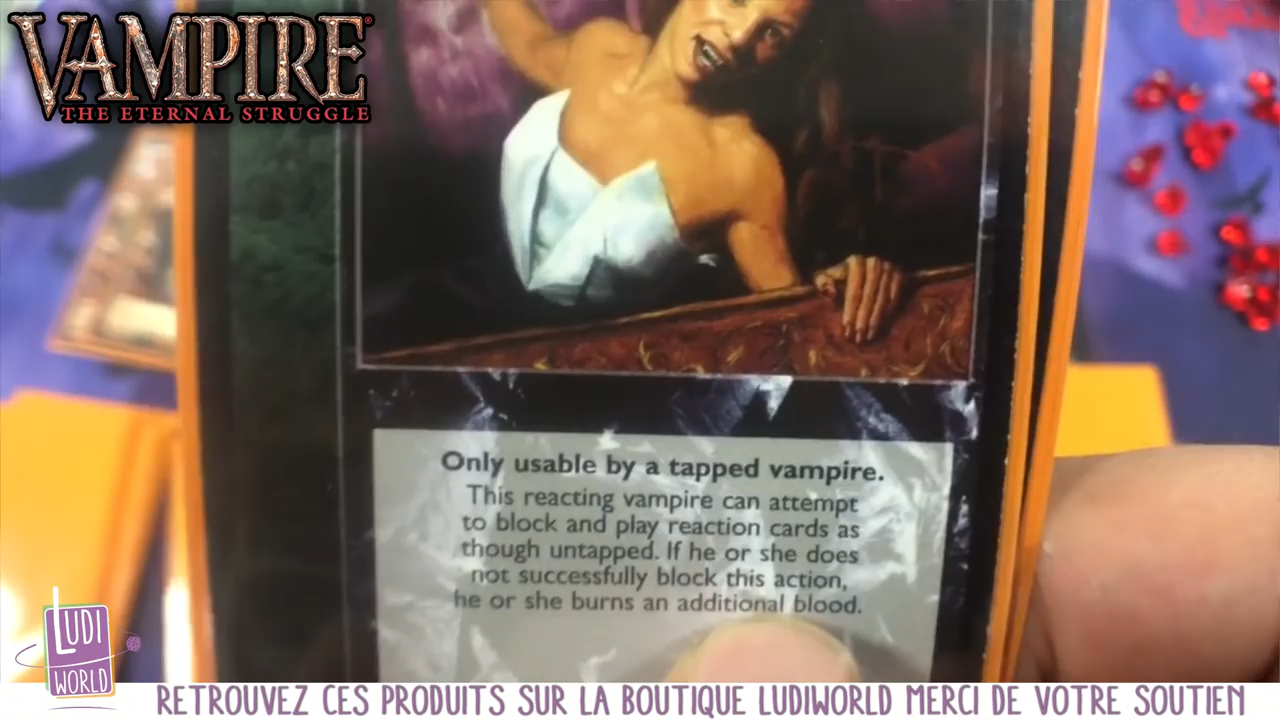 VAMPIRE
THE ETERNAL STRUGGLE
Only usable by a tapped vampire.
This reacting vampire can attempt
to block and play reaction cards as
though untapped. If he or she does
not successfully block this action,
he or she burns an additional blood.
LUDI
WORLD
RETROUVEZ CES PRODUITS SUR LA BOUTIQUE LUDIWORLD MERCI DE VOTRE SOUTIEN